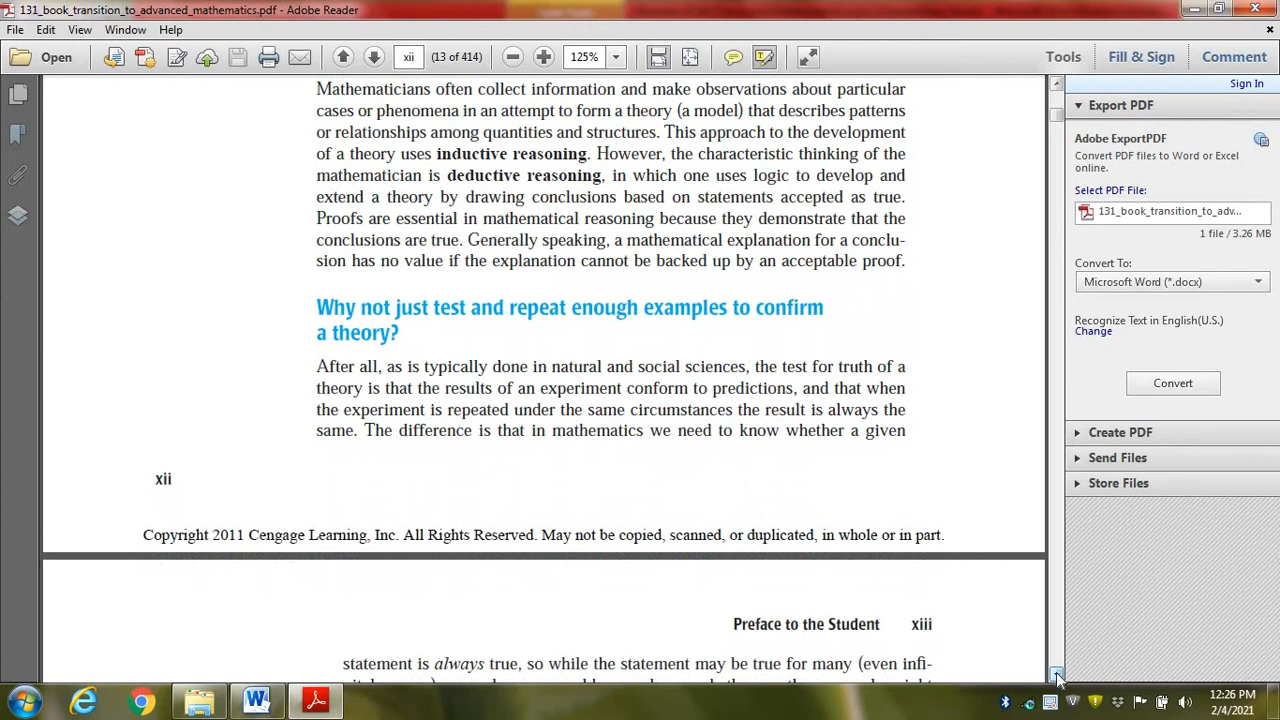 131_book_transition_to_advanced_mathematics.pdf - Adobe Reader
File Edit View Window Help
Open xii (13 of 414) 125% Tools Fill & Sign Comment
Sign In
Mathematicians often collect information and make observations about particular
cases or phenomena in an attempt to form a theory (a model) that describes patterns
or relationships among quantities and structures. This approach to the development
of a theory uses inductive reasoning. However, the characteristic thinking of the
mathematician is deductive reasoning, in which one uses logic to develop and
extend a theory by drawing conclusions based on statements accepted as true.
Proofs are essential in mathematical reasoning because they demonstrate that the
conclusions are true. Generally speaking, a mathematical explanation for a conclu-
sion has no value if the explanation cannot be backed up by an acceptable proof.
Why not just test and repeat enough examples to confirm
a theory?
After all, as is typically done in natural and social sciences, the test for truth of a
theory is that the results of an experiment conform to predictions, and that when
the experiment is repeated under the same circumstances the result is always the
same. The difference is that in mathematics we need to know whether a given
xii
Copyright 2011 Cengage Learning, Inc. All Rights Reserved. May not be copied, scanned, or duplicated, in whole or in part.
Preface to the Student xiii
statement is always true, so while the statement may be true for many (even infi-
Export PDF
Adobe ExportPDF
Convert PDF files to Word or Excel
online.
Select PDF File:
131_book_transition_to_adv...
1 file / 3.26 MB
Convert To:
Microsoft Word (*.docx)
Recognize Text in English(U.S.)
Change
Convert
Create PDF
Send Files
Store Files
12:26 PM
2/4/2021